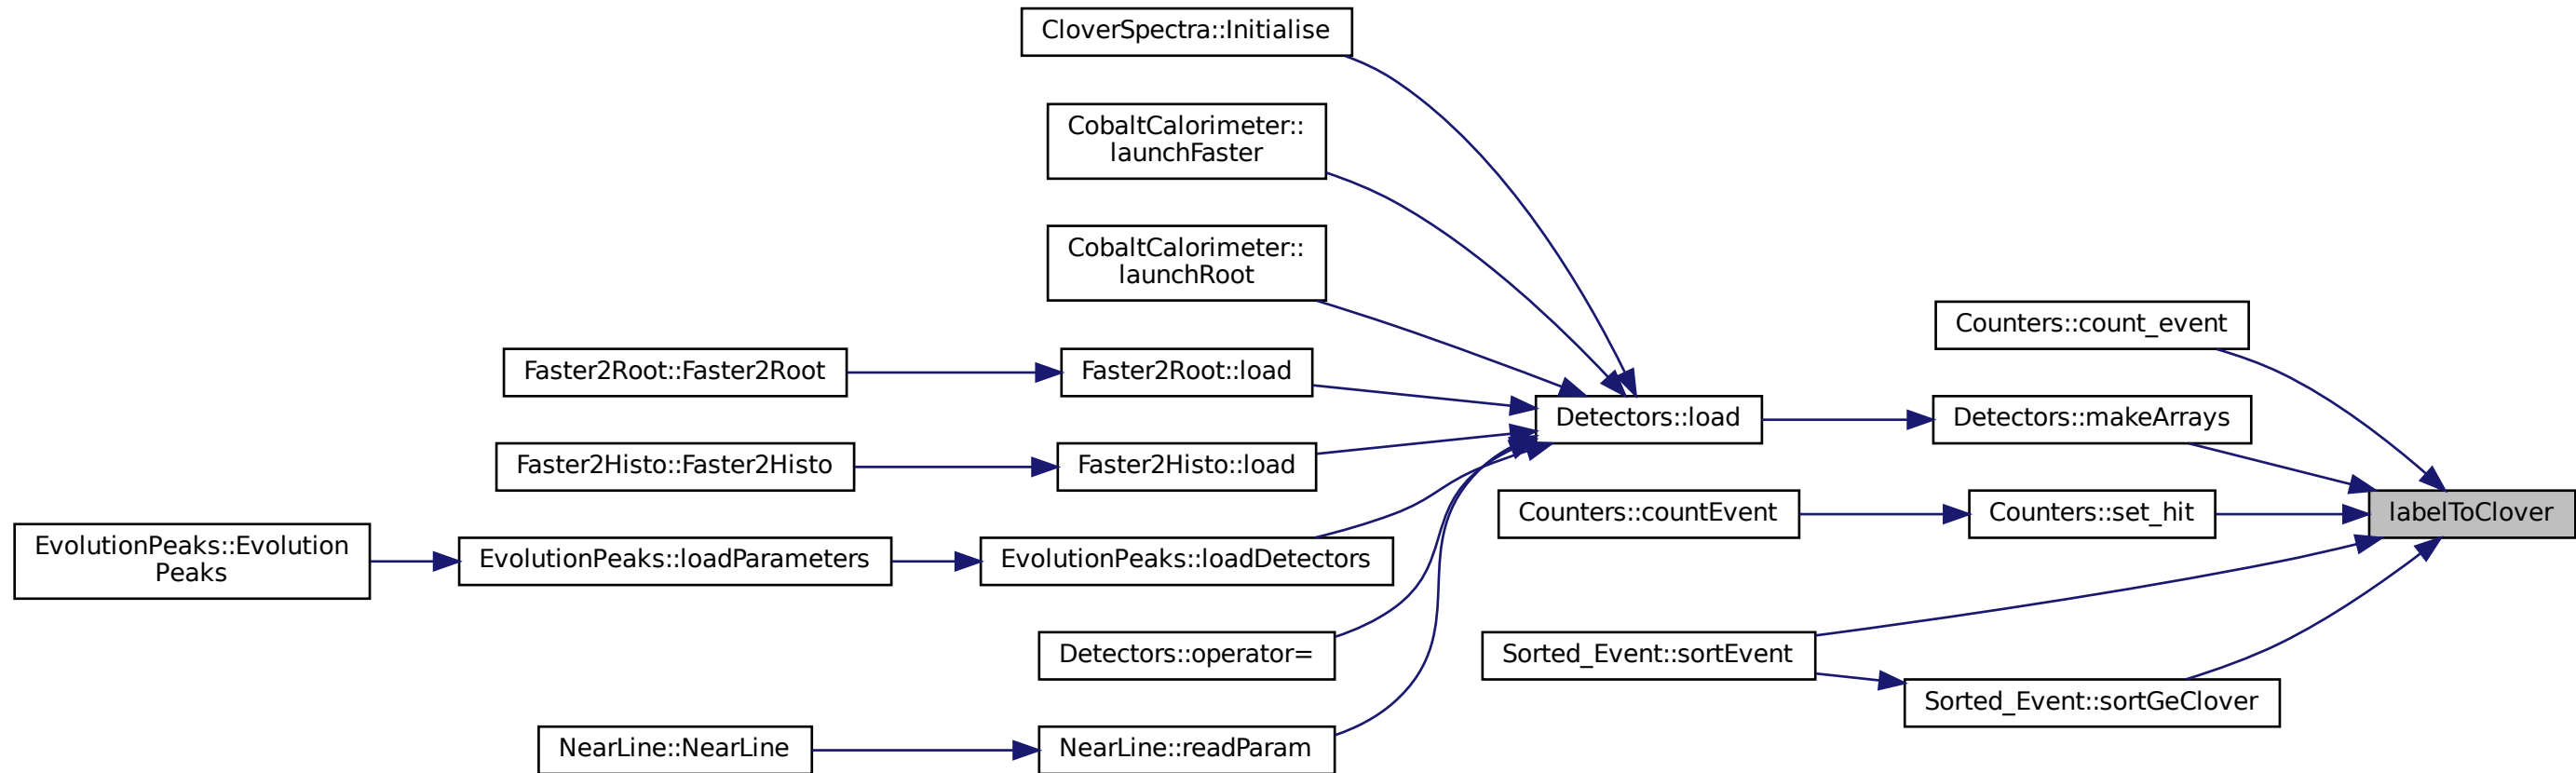 CloverSpectra::Initialise
CobaltCalorimeter::
launchFaster
CobaltCalorimeter::
launchRoot
Counters::count_event
Faster2Root::Faster2Root
Faster2Root::load
Detectors::load
Detectors::makeArrays
Faster2Histo::Faster2Histo
Faster2Histo::load
Counters::countEvent
Counters::set_hit
labelToClover
EvolutionPeaks::Evolution
Peaks
EvolutionPeaks::loadParameters
EvolutionPeaks::loadDetectors
Detectors::operator=
Sorted_Event::sortEvent
Sorted_Event::sortGeClover
NearLine::NearLine
NearLine::readParam